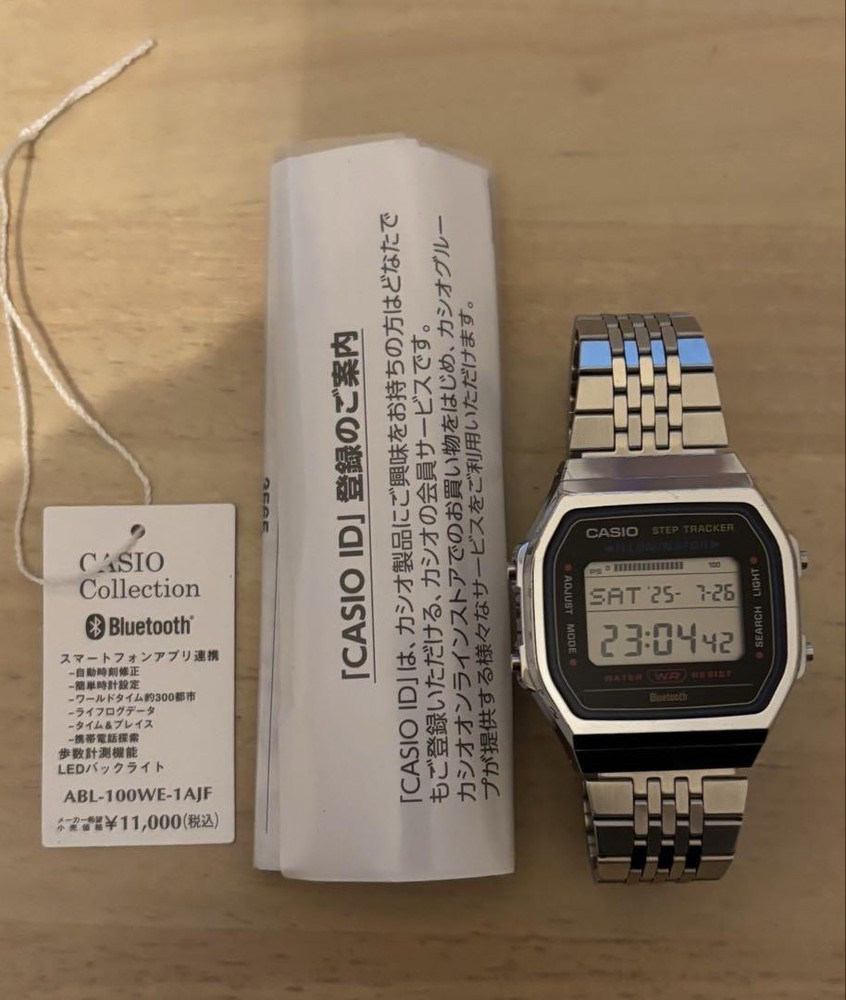 CASIO
Collection
Bluetooth®
スマートフォンアプリ連携
-自動時刻修正
-簡単時計設定
-ワールドタイム約300都市
-ライフログデータ
-タイム&プレイス
-携帯電話探索
歩数計測機能
LEDバックライト
ABL-100WE-1AJF
メーカー希望
小売価格 ¥11,000(税込)
「CASIO ID」登録のご案内
「CASIO ID」は、カシオ製品にご興味をお持ちの方はどなたで
もご登録いただける、カシオの会員サービスです。
カシオオンラインストアでのお買い物をはじめ、カシオグルー
プが提供する様々なサービスをご利用いただけます。
CASIO STEP TRACKER
ILLUMINATOR
PS 0 100
SAT '25- 7-26
23:04 42
ADJUST MODE
SEARCH LIGHT
WATER WR RESIST
Bluetooth